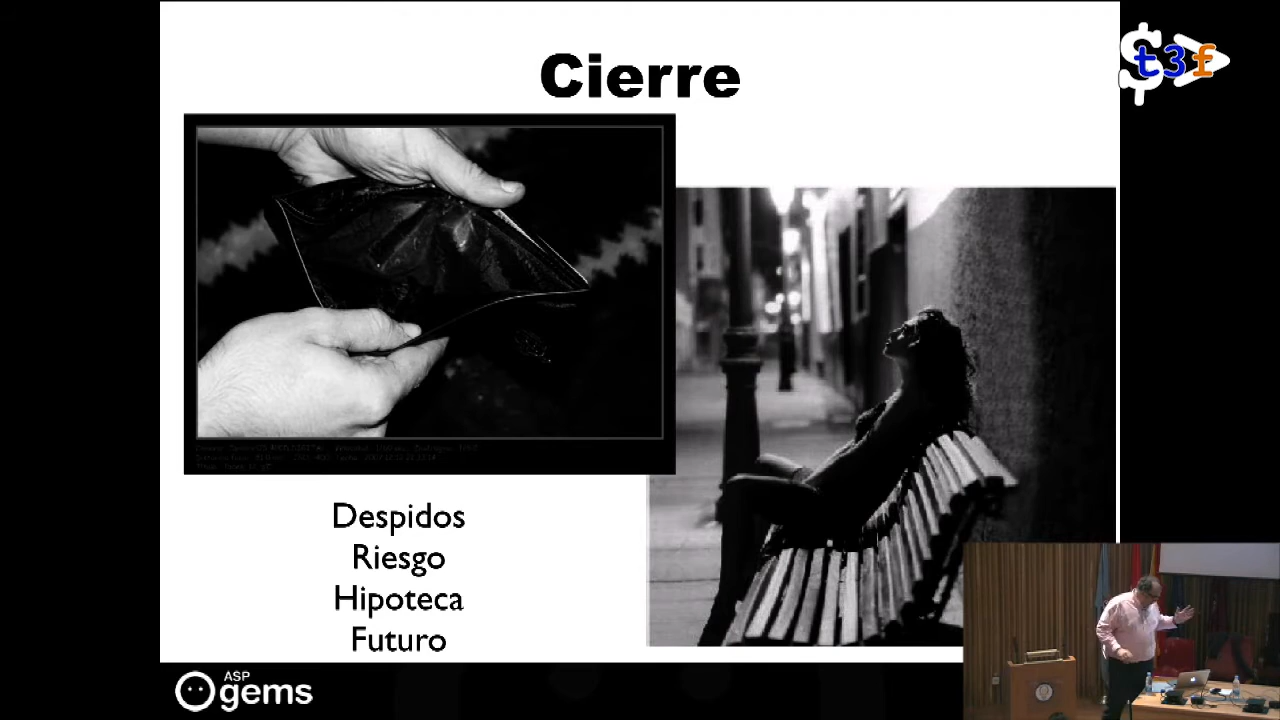 Cierre
$t3f
Despidos
Riesgo
Hipoteca
Futuro
ASP
gems